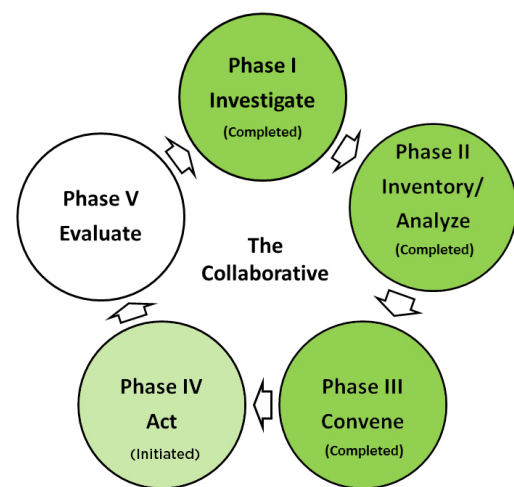 Phase I
Investigate
(Completed)
Phase II
Inventory/
Analyze
(Completed)
Phase III
Convene
(Completed)
Phase IV
Act
(Initiated)
Phase V
Evaluate
The
Collaborative